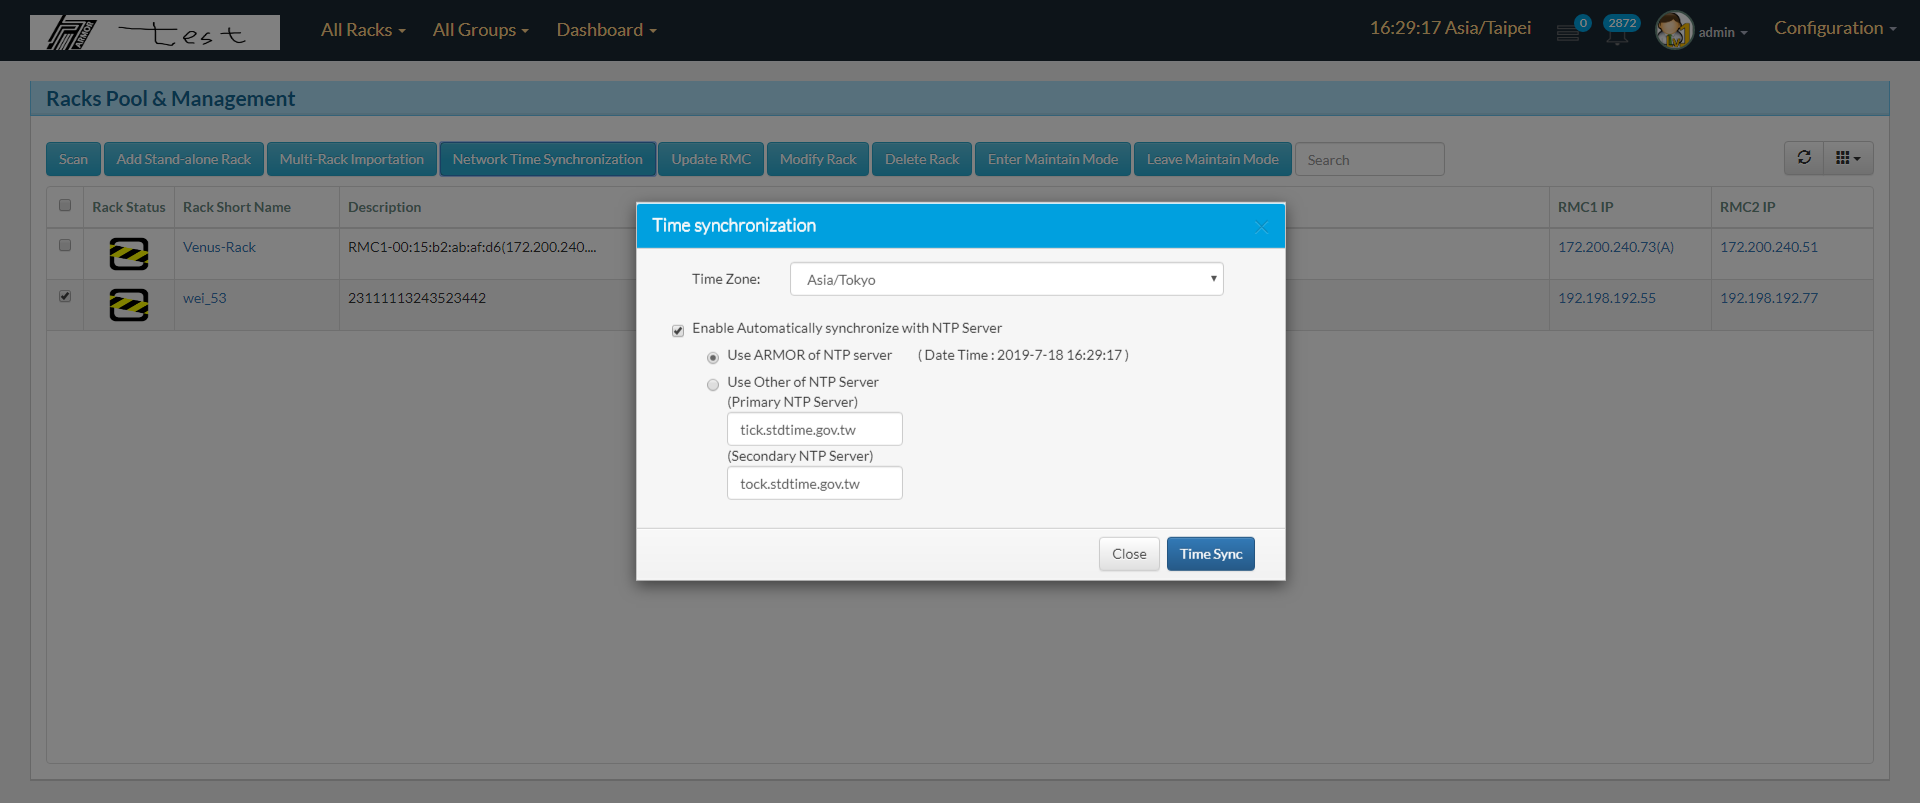 ARMOR test All Racks All Groups Dashboard 16:29:17 Asia/Taipei 0 2872 admin Configuration
Racks Pool & Management
Scan Add Stand-alone Rack Multi-Rack Importation Network Time Synchronization Update RMC Modify Rack Delete Rack Enter Maintain Mode Leave Maintain Mode Search
Rack Status Rack Short Name Description RMC1 IP RMC2 IP
Venus-Rack RMC1-00:15:b2:ab:af:d6(172.200.240.... 172.200.240.73(A) 172.200.240.51
wei_53 23111113243523442 192.198.192.55 192.198.192.77
Time synchronization
Time Zone: Asia/Tokyo
Enable Automatically synchronize with NTP Server
Use ARMOR of NTP server ( Date Time : 2019-7-18 16:29:17 )
Use Other of NTP Server
(Primary NTP Server)
tick.stdtime.gov.tw
(Secondary NTP Server)
tock.stdtime.gov.tw
Close Time Sync